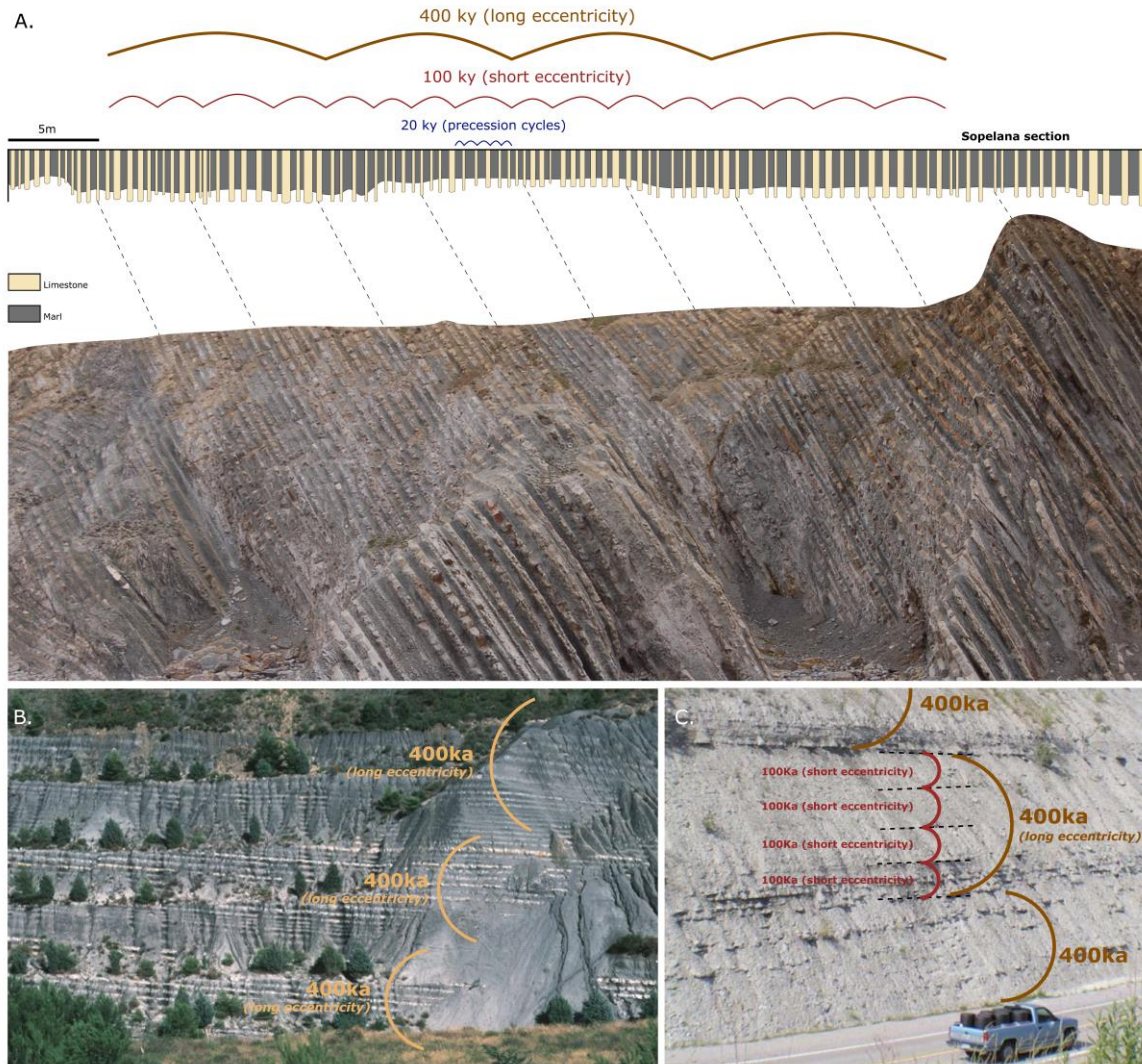 A.
400 ky (long eccentricity)
100 ky (short eccentricity)
20 ky (precession cycles)
5m
Sopelana section
Limestone
Marl
B.
400ka
(long eccentricity)
400ka
(long eccentricity)
400ka
(long eccentricity)
C.
400ka
100Ka (short eccentricity)
100Ka (short eccentricity)
100Ka (short eccentricity)
100Ka (short eccentricity)
400ka
(long eccentricity)
400ka